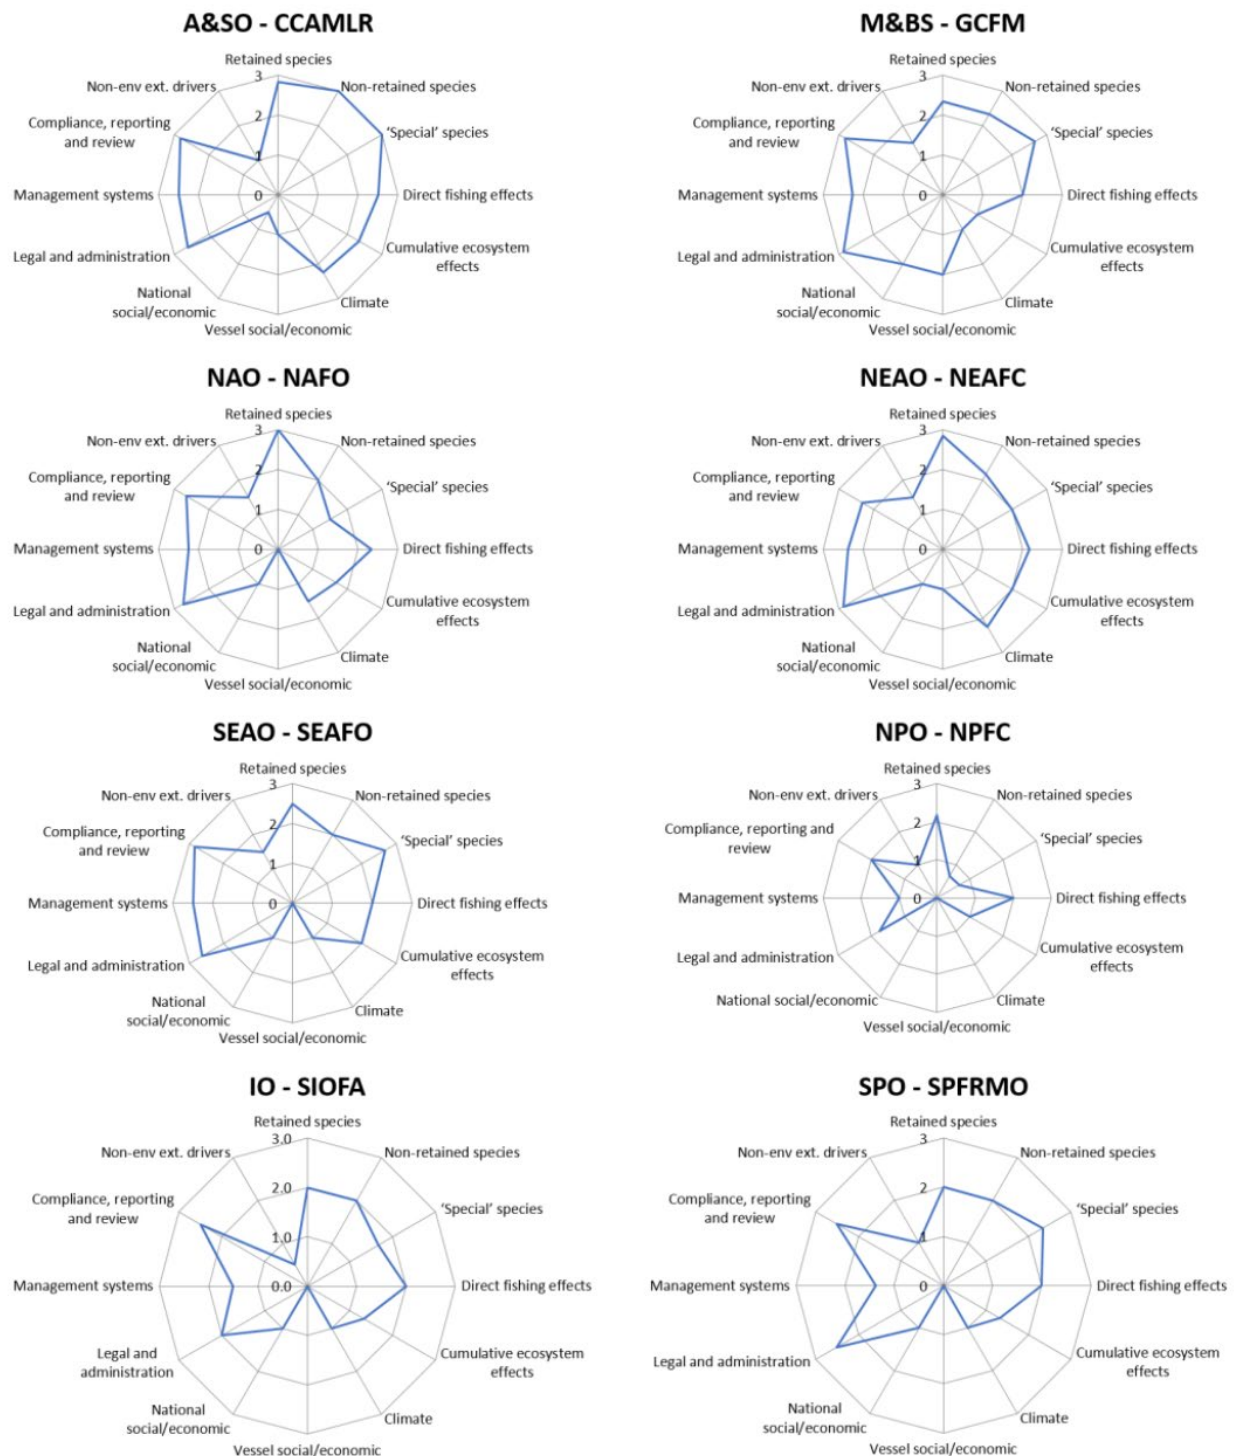 A&SO - CCAMLR
Retained species
Non-env ext. drivers
Non-retained species
Compliance, reporting
and review
'Special' species
Management systems
Direct fishing effects
Legal and administration
Cumulative ecosystem
effects
National
social/economic
Climate
Vessel social/economic
3
2
1
0
M&BS - GCFM
Retained species
Non-env ext. drivers
Non-retained species
Compliance, reporting
and review
'Special' species
Management systems
Direct fishing effects
Legal and administration
Cumulative ecosystem
effects
National
social/economic
Climate
Vessel social/economic
3
2
1
0
NAO - NAFO
Retained species
Non-env ext. drivers
Non-retained species
Compliance, reporting
and review
'Special' species
Management systems
Direct fishing effects
Legal and administration
Cumulative ecosystem
effects
National
social/economic
Climate
Vessel social/economic
3
2
1
0
NEAO - NEAFC
Retained species
Non-env ext. drivers
Non-retained species
Compliance, reporting
and review
'Special' species
Management systems
Direct fishing effects
Legal and administration
Cumulative ecosystem
effects
National
social/economic
Climate
Vessel social/economic
3
2
1
0
SEAO - SEAFO
Retained species
Non-env ext. drivers
Non-retained species
Compliance, reporting
and review
'Special' species
Management systems
Direct fishing effects
Legal and administration
Cumulative ecosystem
effects
National
social/economic
Climate
Vessel social/economic
3
2
1
0
NPO - NPFC
Retained species
Non-env ext. drivers
Non-retained species
Compliance, reporting and
review
'Special' species
Management systems
Direct fishing effects
Legal and administration
Cumulative ecosystem
effects
National social/economic
Climate
Vessel social/economic
3
2
1
0
IO - SIOFA
Retained species
Non-env ext. drivers
Non-retained species
Compliance, reporting
and review
'Special' species
Management systems
Direct fishing effects
Legal and
administration
Cumulative ecosystem
effects
National
social/economic
Climate
Vessel social/economic
3.0
2.0
1.0
0.0
SPO - SPFRMO
Retained species
Non-env ext. drivers
Non-retained species
Compliance, reporting
and review
'Special' species
Management systems
Direct fishing effects
Legal and administration
Cumulative ecosystem
effects
National
social/economic
Climate
Vessel social/economic
3
2
1
0